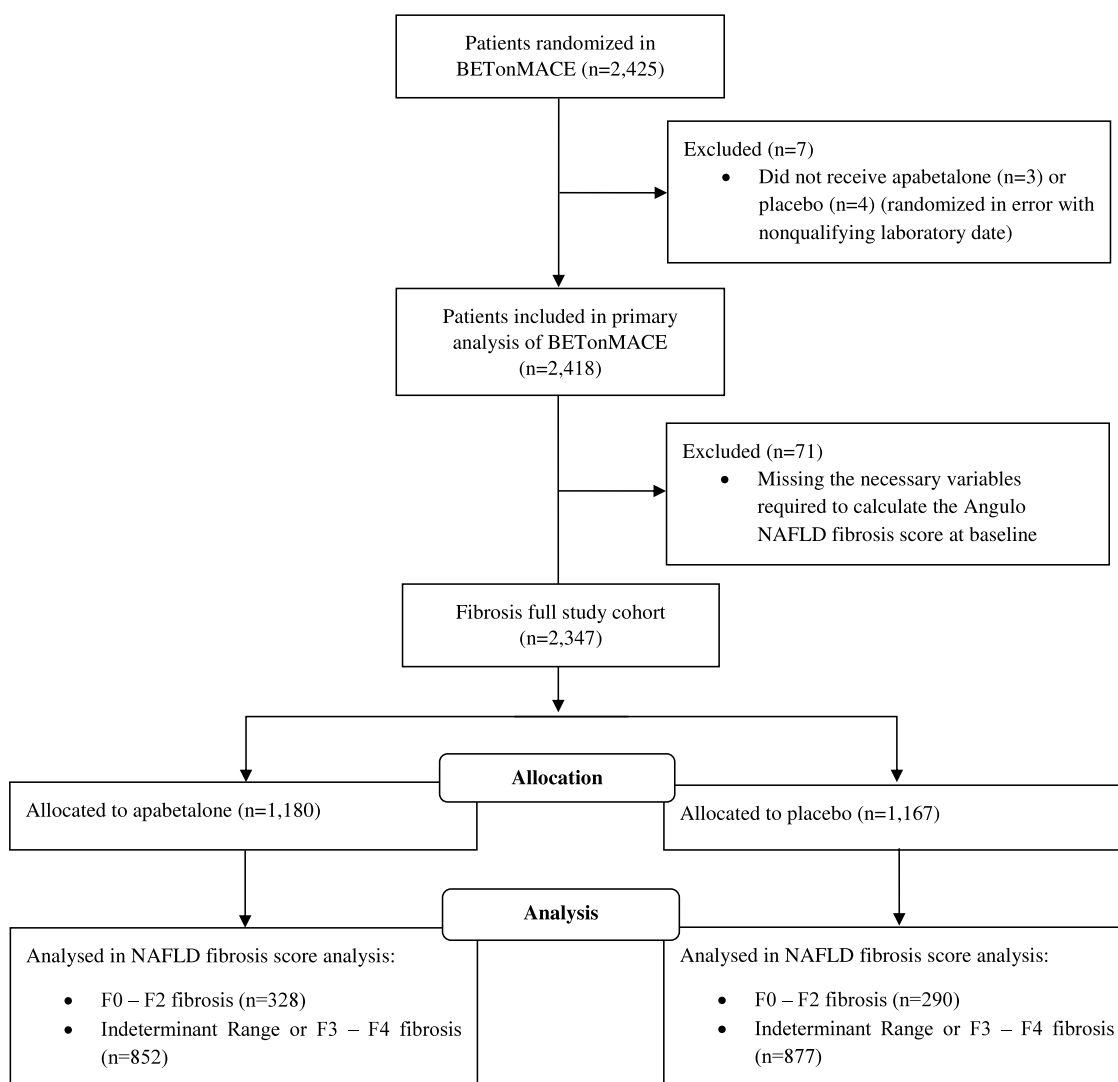 Patients randomized in
BETonMACE (n=2,425)
Excluded (n=7)
• Did not receive apabetalone (n=3) or
placebo (n=4) (randomized in error with
nonqualifying laboratory date)
Patients included in primary
analysis of BETonMACE
(n=2,418)
Excluded (n=71)
• Missing the necessary variables
required to calculate the Angulo
NAFLD fibrosis score at baseline
Fibrosis full study cohort
(n=2,347)
Allocation
Allocated to apabetalone (n=1,180)
Allocated to placebo (n=1,167)
Analysis
Analysed in NAFLD fibrosis score analysis:
• F0 – F2 fibrosis (n=328)
• Indeterminant Range or F3 – F4 fibrosis
(n=852)
Analysed in NAFLD fibrosis score analysis:
• F0 – F2 fibrosis (n=290)
• Indeterminant Range or F3 – F4 fibrosis
(n=877)